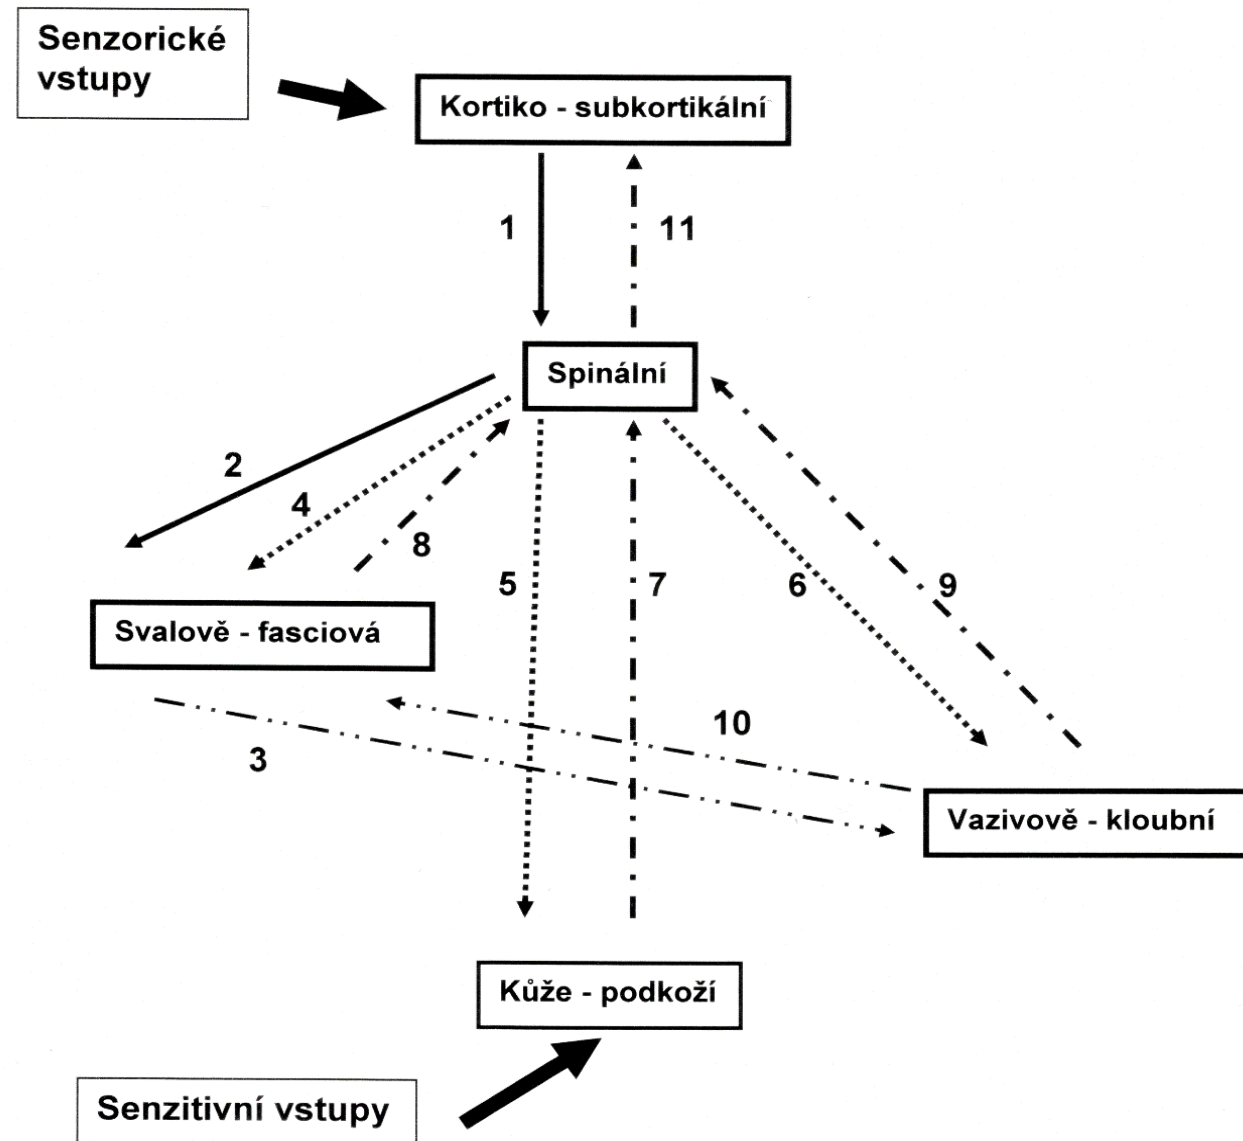 Senzorické
vstupy
Kortiko - subkortikální
1
11
Spinální
2
4
8
5
7
6
9
Svalově - fasciová
3
10
Vazivově - kloubní
Kůže - podkoží
Senzitivní vstupy